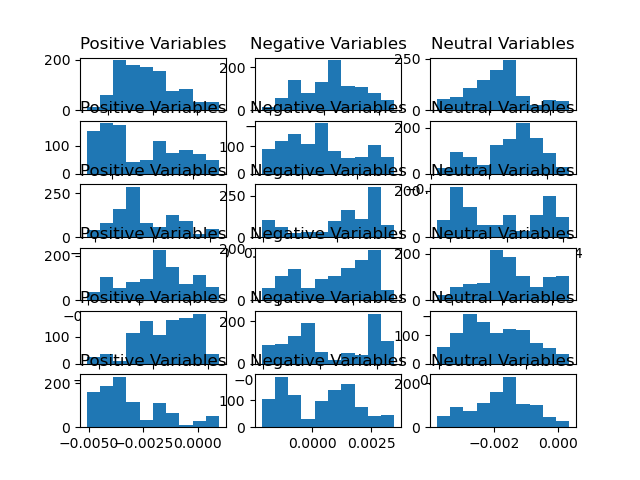 Positive Variables Negative Variables Neutral Variables
200 200 250
0 0 0
Positive Variables Negative Variables Neutral Variables
100 100 200
0 0 0
Positive Variables Negative Variables Neutral Variables
250 250 200
0 0 0
Positive Variables Negative Variables Neutral Variables
200 200 200
0 0 0
Positive Variables Negative Variables Neutral Variables
100 200 100
0 0 0
Positive Variables Negative Variables Neutral Variables
200 100 200
0 0 0
−0.0050 −0.0025 0.0000 0.0000 0.0025 −0.002 0.000